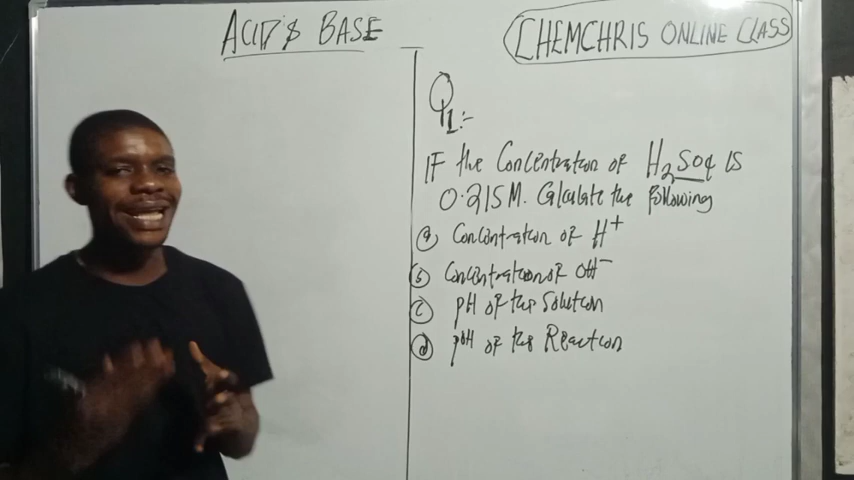 ACID & BASE
CHEMCHRIS ONLINE CLASS
Q1:-
IF the Concentration of H2SO4 is
0.215M. Calculate the following
(a) Concentration of H+
(b) Concentration of OH-
(c) pH of the Solution
(d) pOH of the Reaction